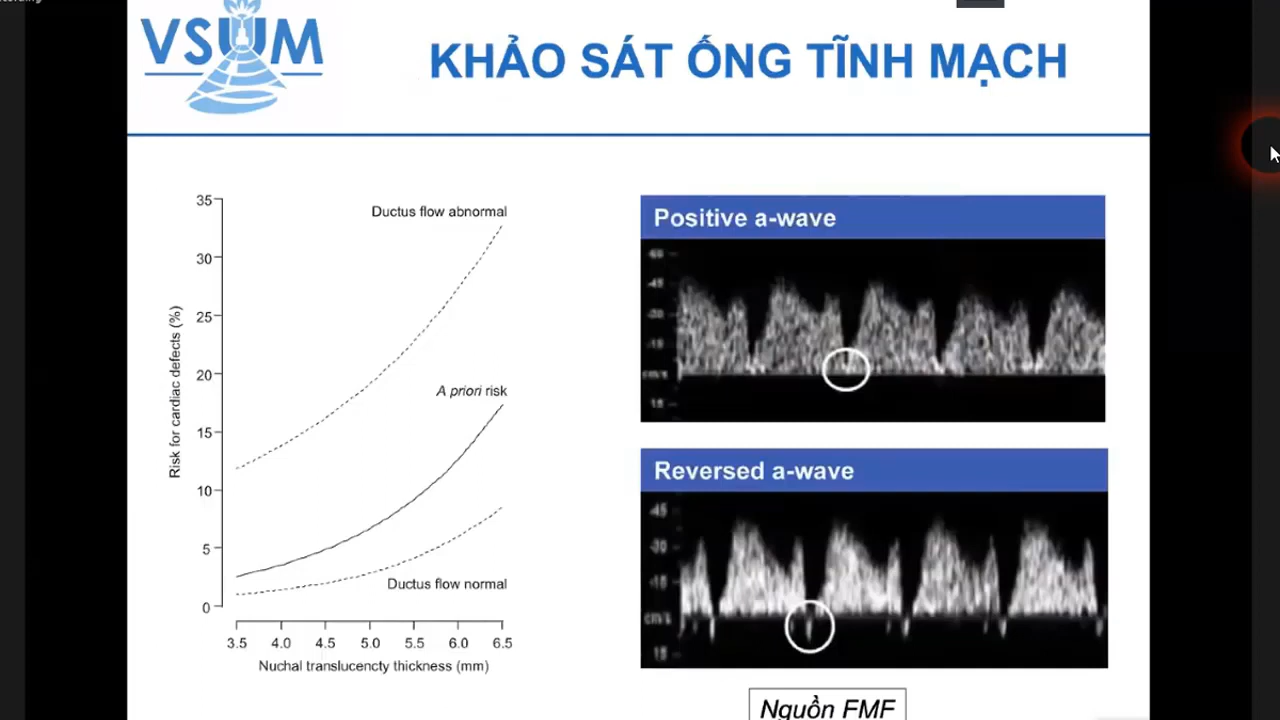 VSUM
KHẢO SÁT ỐNG TĨNH MẠCH
Ductus flow abnormal
A priori risk
Ductus flow normal
Risk for cardiac defects (%)
35
30
25
20
15
10
5
0
3.5 4.0 4.5 5.0 5.5 6.0 6.5
Nuchal translucencty thickness (mm)
Positive a-wave
-15
cm/s
15
Reversed a-wave
-45
-30
-15
cm/s
15
Nguồn FMF